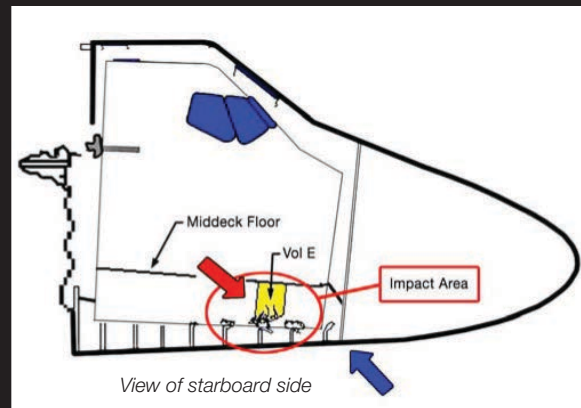 Middeck Floor
Vol E
Impact Area
View of starboard side